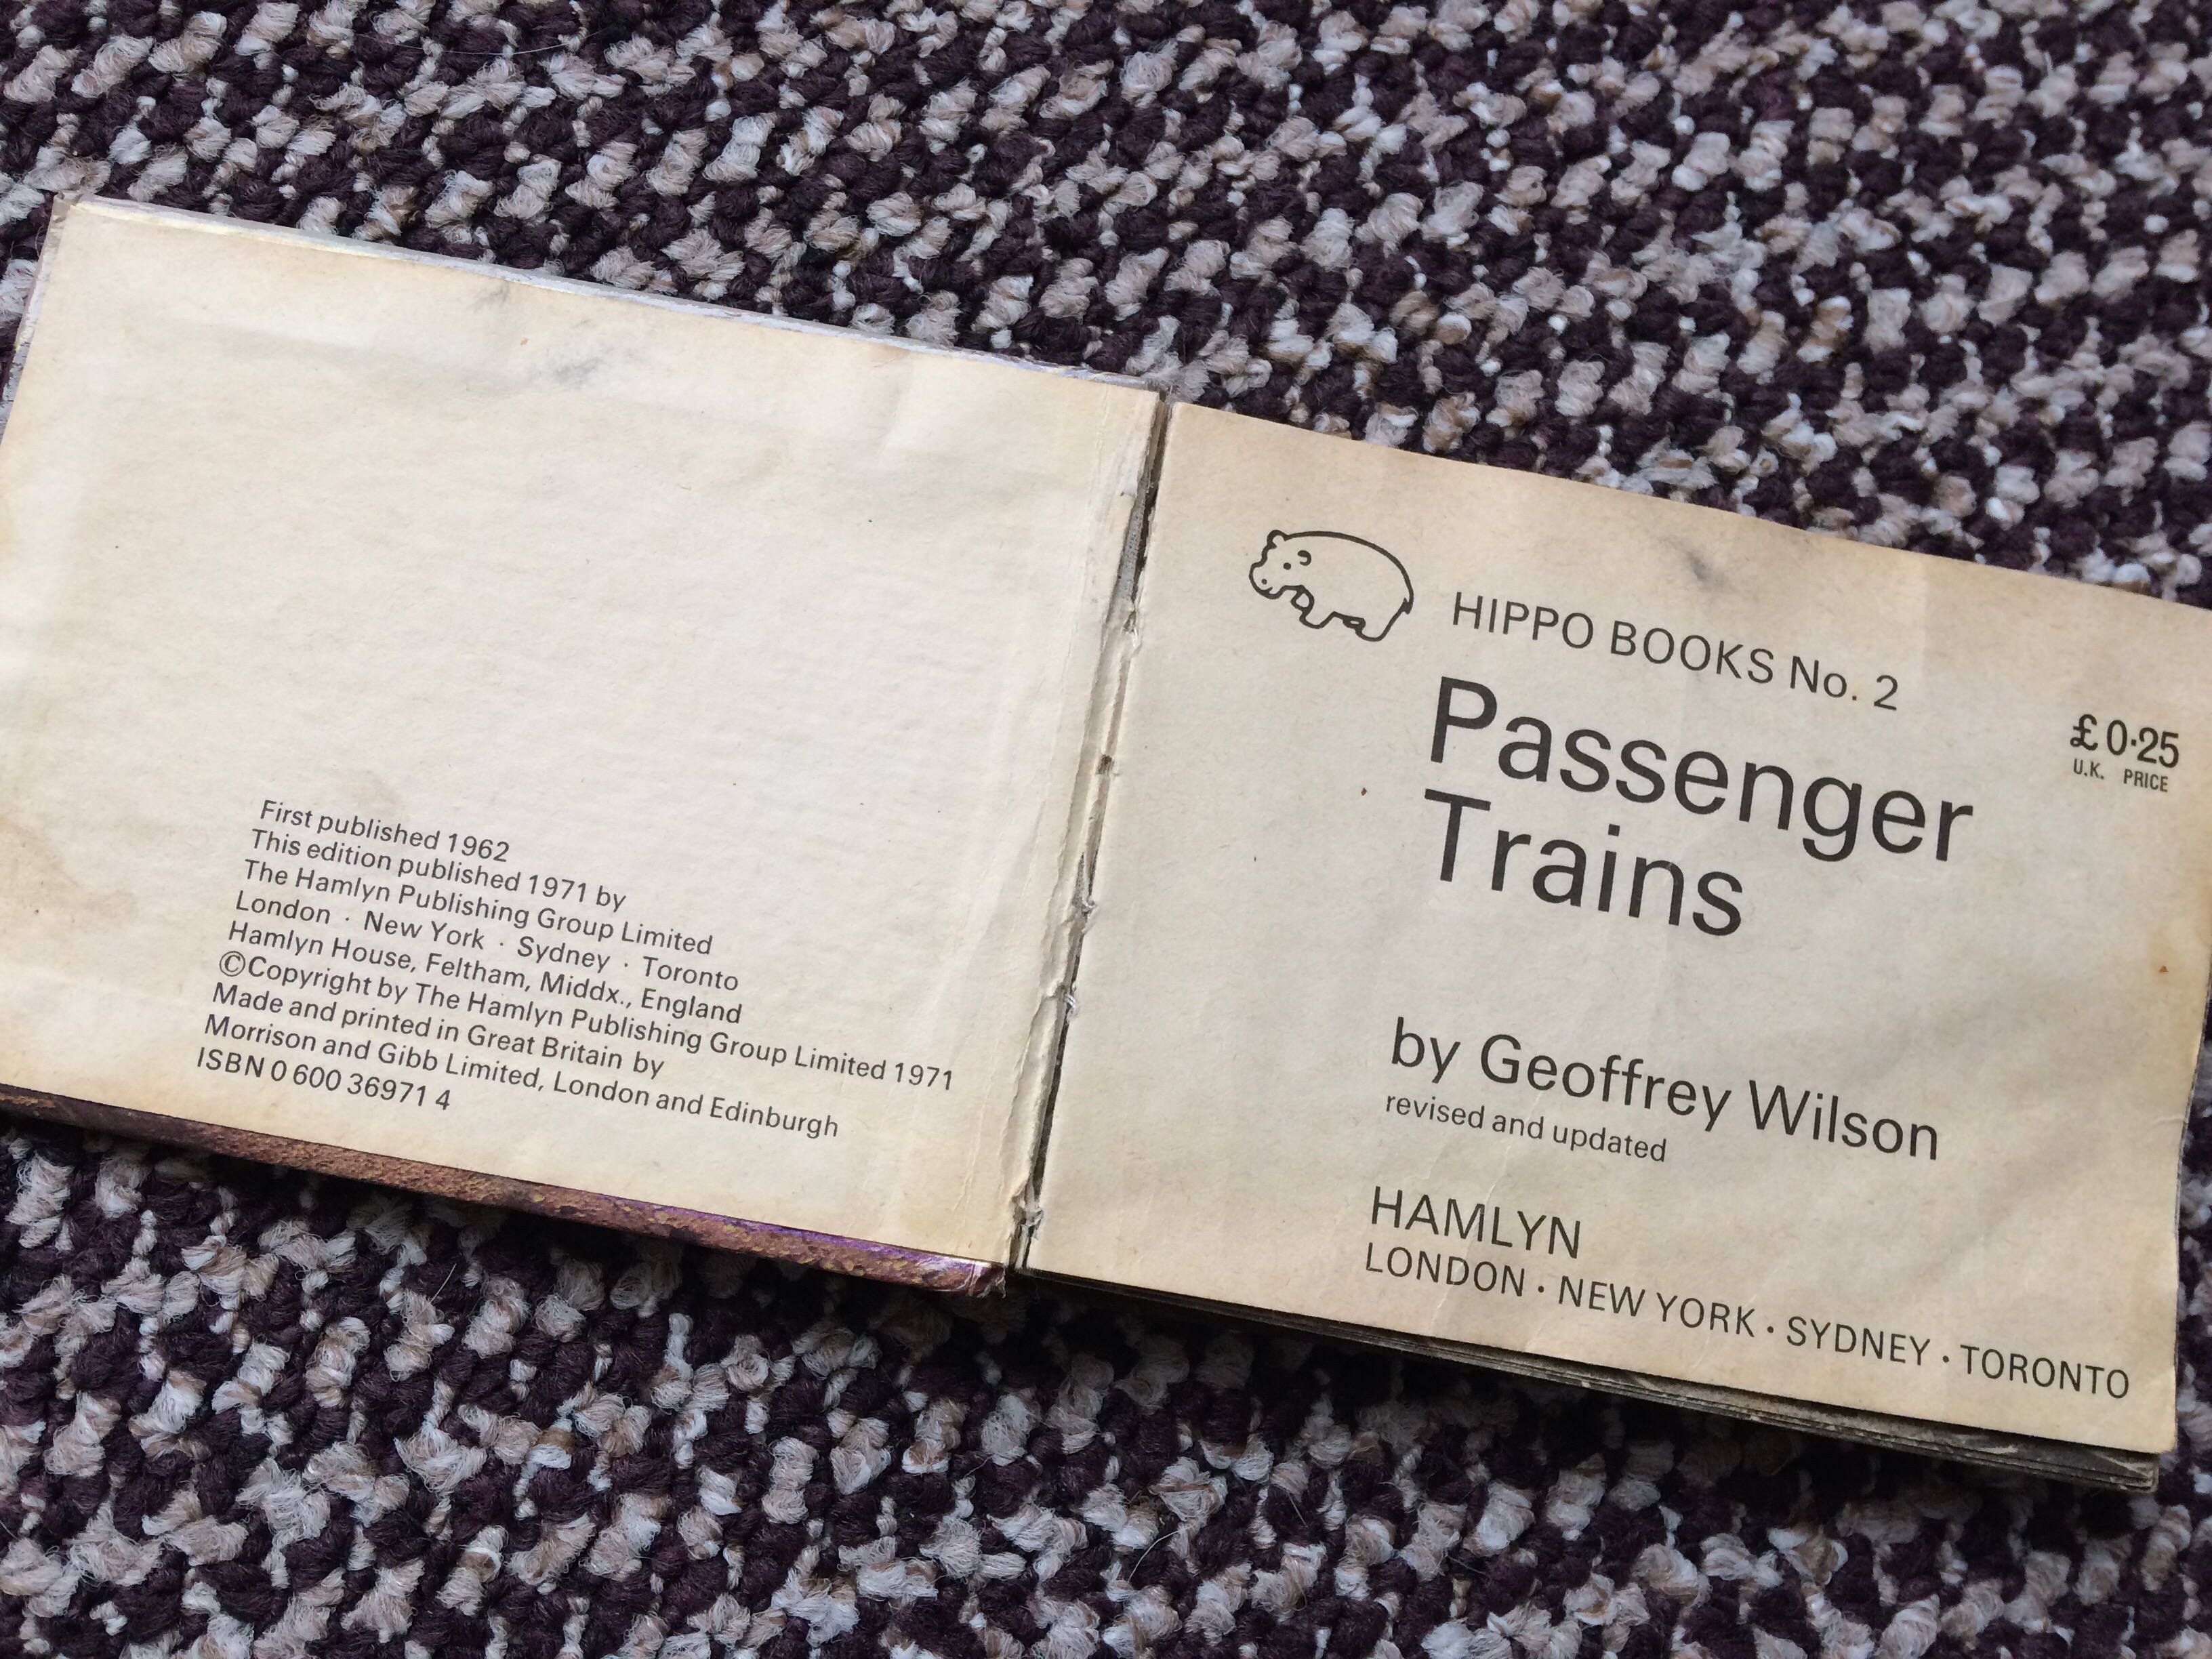 First published 1962
This edition published 1971 by
The Hamlyn Publishing Group Limited
London · New York · Sydney · Toronto
Hamlyn House, Feltham, Middx., England
©Copyright by The Hamlyn Publishing Group Limited 1971
Made and printed in Great Britain by
Morrison and Gibb Limited, London and Edinburgh
ISBN 0 600 36971 4
HIPPO BOOKS No. 2
Passenger
Trains
£0·25
U.K. PRICE
by Geoffrey Wilson
revised and updated
HAMLYN
LONDON · NEW YORK · SYDNEY · TORONTO